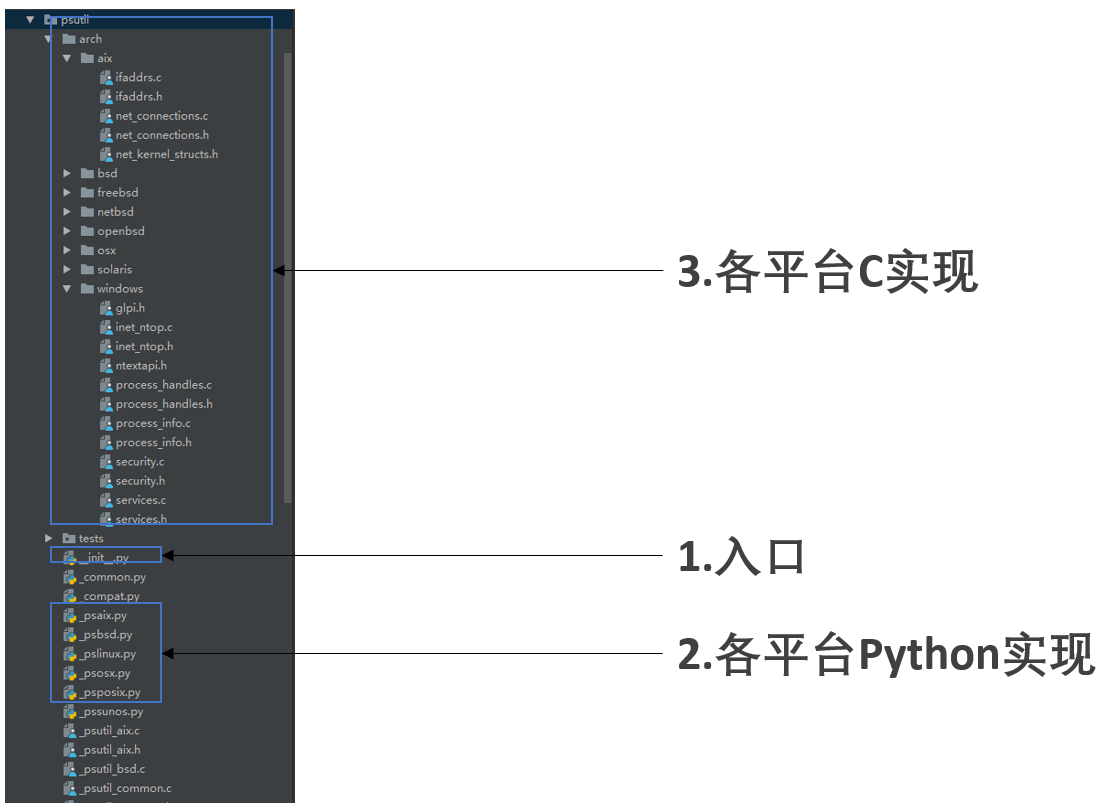 psutil
arch
aix
ifaddrs.c
ifaddrs.h
net_connections.c
net_connections.h
net_kernel_structs.h
bsd
freebsd
netbsd
openbsd
osx
solaris
windows
glpi.h
inet_ntop.c
inet_ntop.h
ntextapi.h
process_handles.c
process_handles.h
process_info.c
process_info.h
security.c
security.h
services.c
services.h
tests
__init__.py
_common.py
_compat.py
_psaix.py
_psbsd.py
_pslinux.py
_psosx.py
_psposix.py
_pssunos.py
_psutil_aix.c
_psutil_aix.h
_psutil_bsd.c
_psutil_common.c
3.各平台C实现
1.入口
2.各平台Python实现